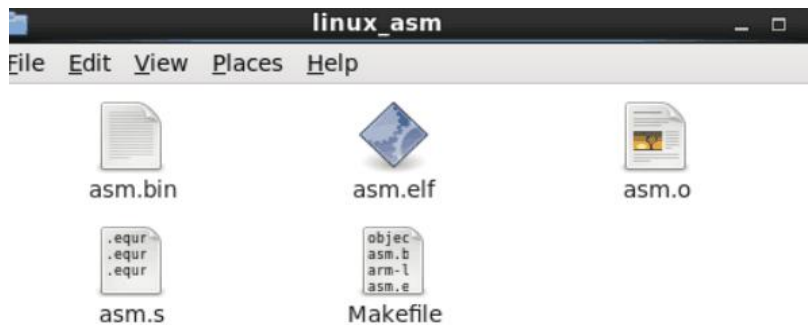 linux_asm
File Edit View Places Help
asm.bin asm.elf asm.o
.equr objec
.equr asm.b
.equr arm-l
asm.e
asm.s Makefile